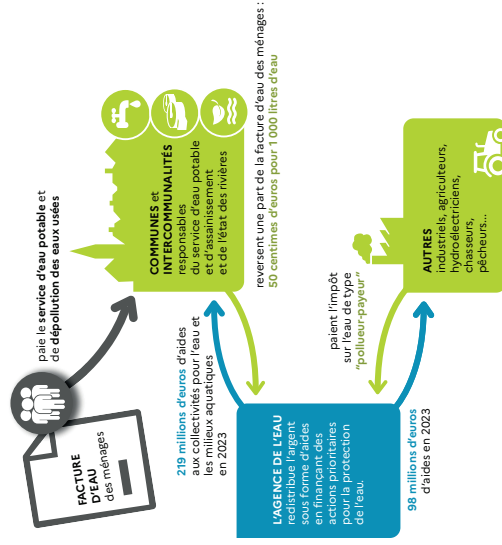 FACTURE
D'EAU
des ménages
paie le service d'eau potable et
de dépollution des eaux usées
COMMUNES et
INTERCOMMUNALITÉS
responsables
du service d'eau potable
et d'assainissement
et de l'état des rivières
219 millions d'euros d'aides
aux collectivités pour l'eau et
les milieux aquatiques
en 2023
reversent une part de la facture d'eau des ménages :
50 centimes d'euros pour 1 000 litres d'eau
L'AGENCE DE L'EAU
redistribue l'argent
sous forme d'aides
en finançant des
actions prioritaires
pour la protection
de l'eau.
paient l'impôt
sur l'eau de type
"pollueur-payeur"
98 millions d'euros
d'aides en 2023
AUTRES
industriels, agriculteurs,
hydroélectriciens,
chasseurs,
pêcheurs...